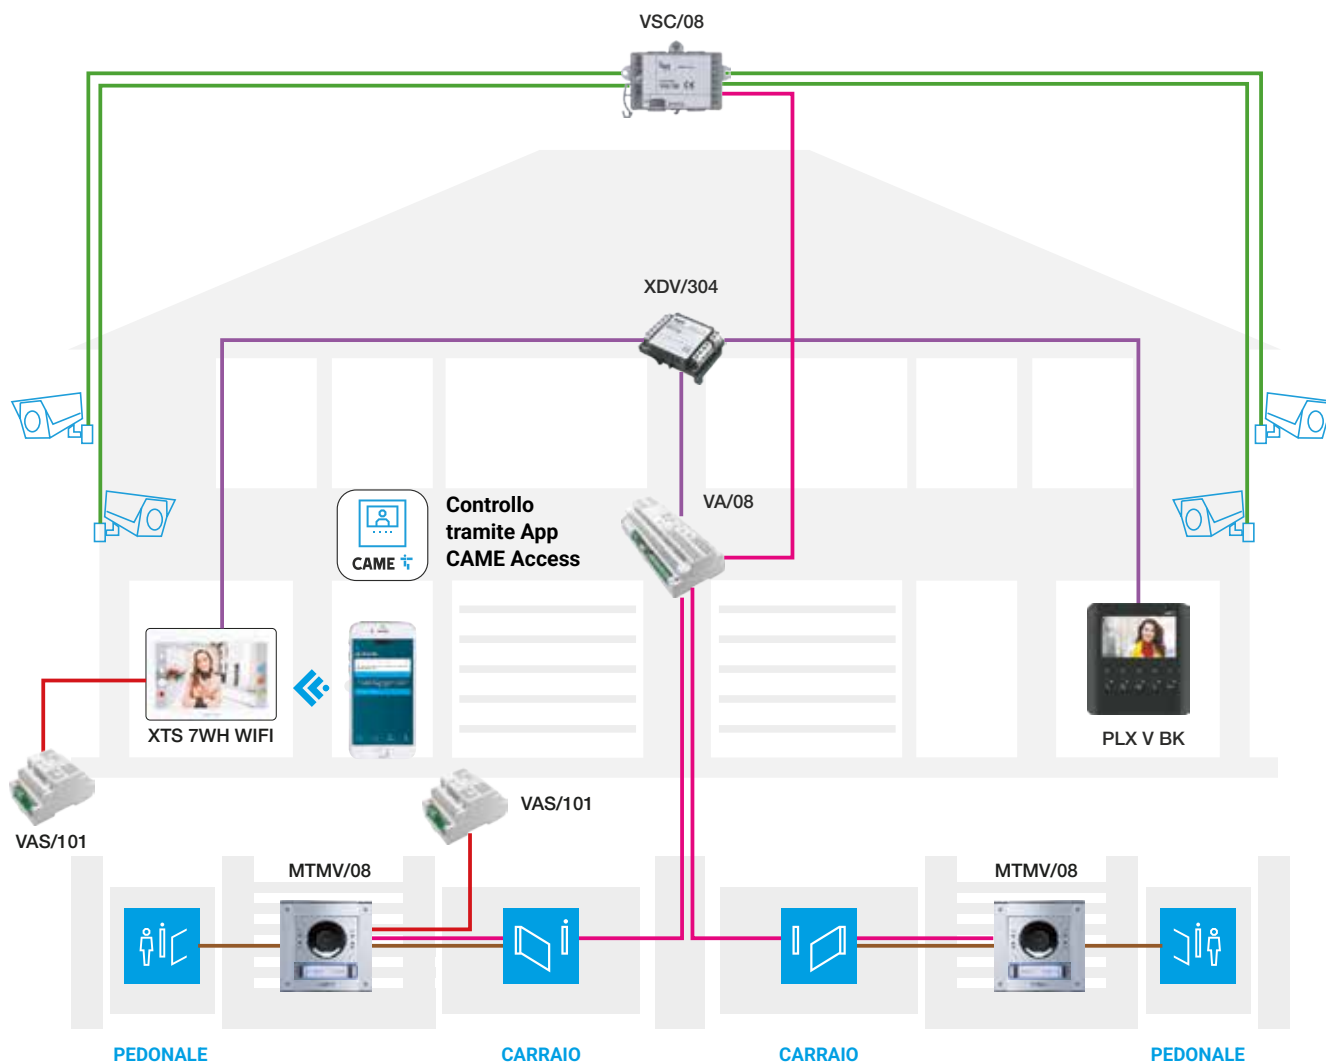 VSC/08
XDV/304
VA/08
Controllo
tramite App
CAME Access
CAME
XTS 7WH WIFI
PLX V BK
VAS/101
VAS/101
MTMV/08
MTMV/08
PEDONALE
CARRAIO
CARRAIO
PEDONALE